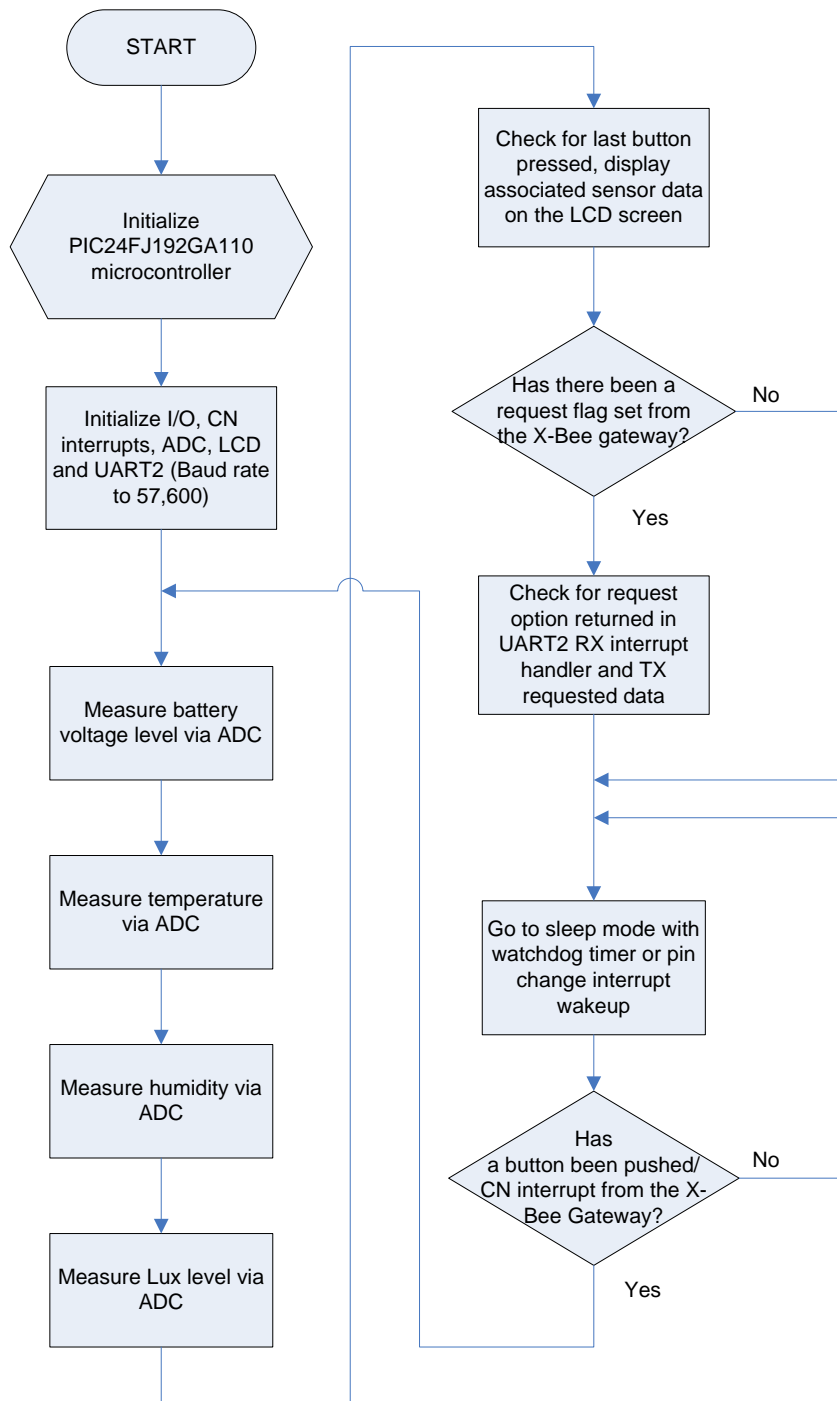 START
Initialize
PIC24FJ192GA110
microcontroller
Initialize I/O, CN
interrupts, ADC, LCD
and UART2 (Baud rate
to 57,600)
Measure battery
voltage level via ADC
Measure temperature
via ADC
Measure humidity via
ADC
Measure Lux level via
ADC
Check for last button
pressed, display
associated sensor data
on the LCD screen
Has there been a
request flag set from
the X-Bee gateway?
No
Yes
Check for request
option returned in
UART2 RX interrupt
handler and TX
requested data
Go to sleep mode with
watchdog timer or pin
change interrupt
wakeup
Has
a button been pushed/
CN interrupt from the X-
Bee Gateway?
No
Yes